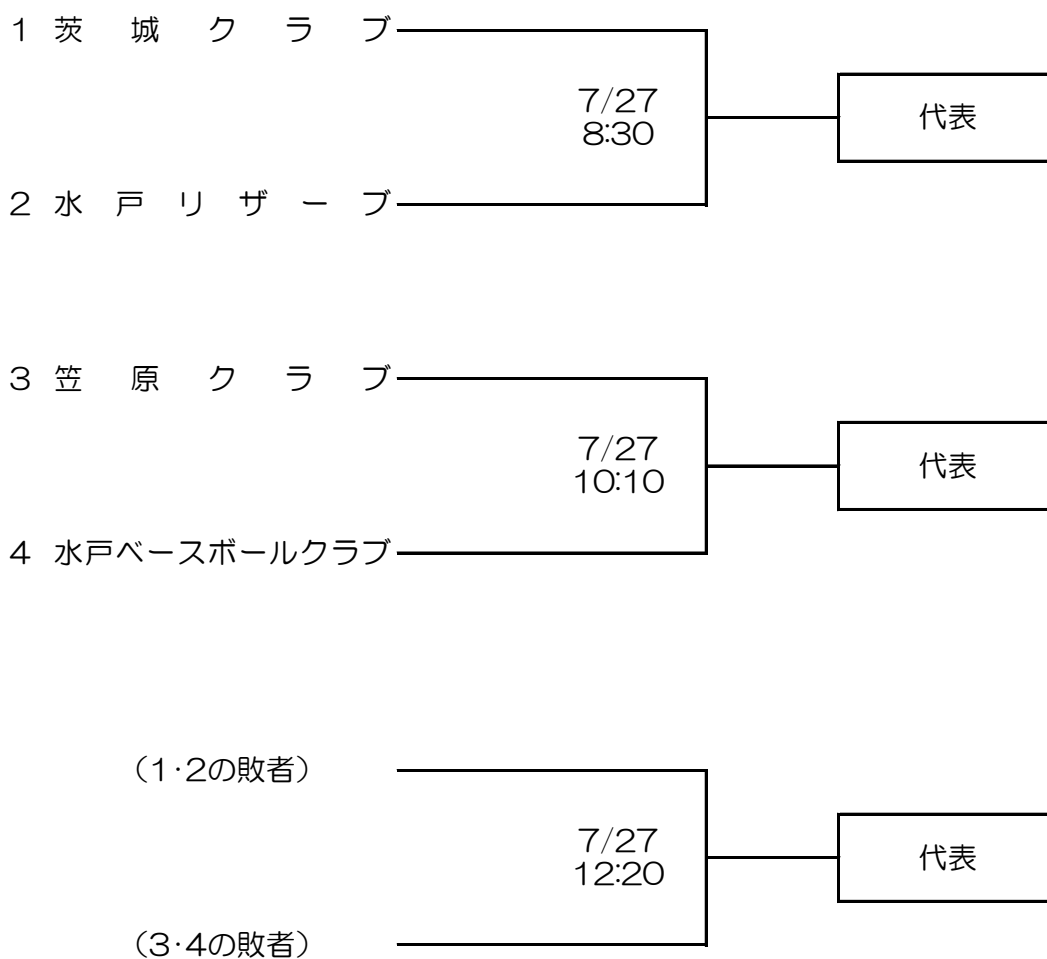 1 茨城クラブ
7/27
8:30
代表
2 水戸リザーブ
3 笠原クラブ
7/27
10:10
代表
4 水戸ベースボールクラブ
（1･2の敗者）
7/27
12:20
代表
（3･4の敗者）